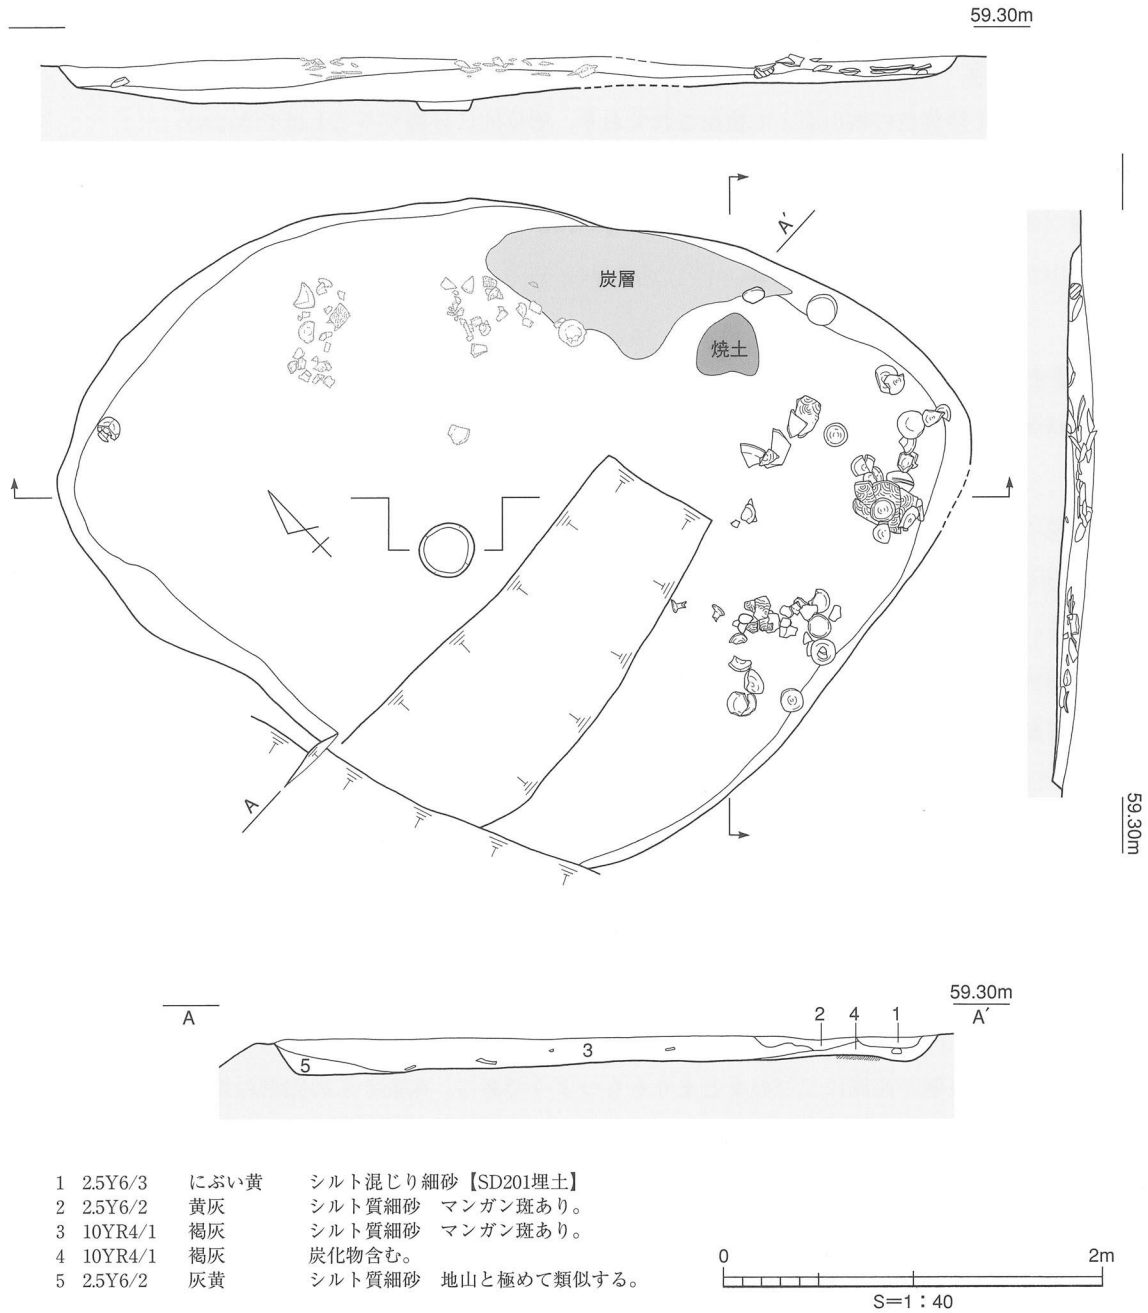 59.30m
A′
炭層
焼土
A
59.30m
59.30m
A
A′
2 4 1
3
5
1 2.5Y6/3 にぶい黄 シルト混じり細砂【SD201埋土】
2 2.5Y6/2 黄灰 シルト質細砂 マンガン斑あり。
3 10YR4/1 褐灰 シルト質細砂 マンガン斑あり。
4 10YR4/1 褐灰 炭化物含む。
5 2.5Y6/2 灰黄 シルト質細砂 地山と極めて類似する。
0 2m
S=1：40